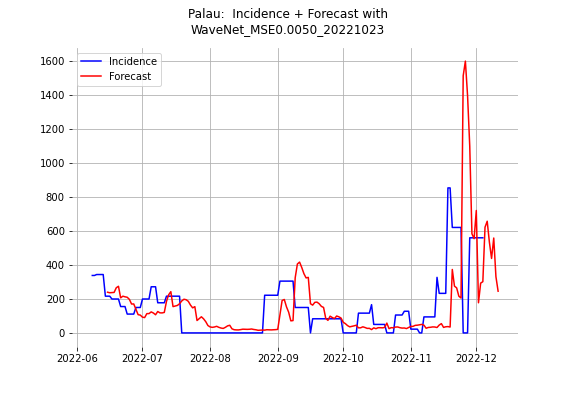 Palau:  Incidence + Forecast with
WaveNet_MSE0.0050_20221023
Incidence
Forecast
1600
1400
1200
1000
800
600
400
200
0
2022-06 2022-07 2022-08 2022-09 2022-10 2022-11 2022-12